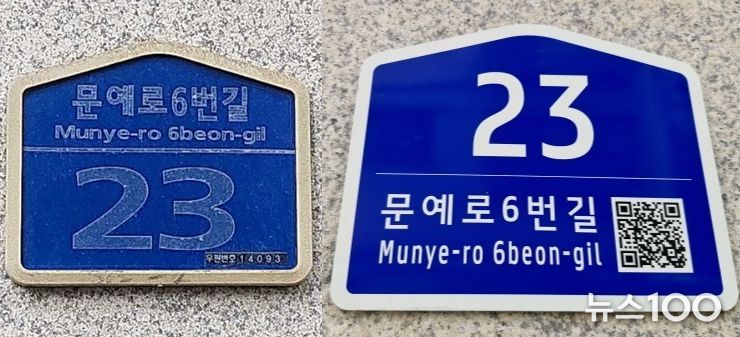 문예로6번길
Munye-ro 6beon-gil
23
우편번호 14093
23
문예로6번길
Munye-ro 6beon-gil
뉴스100